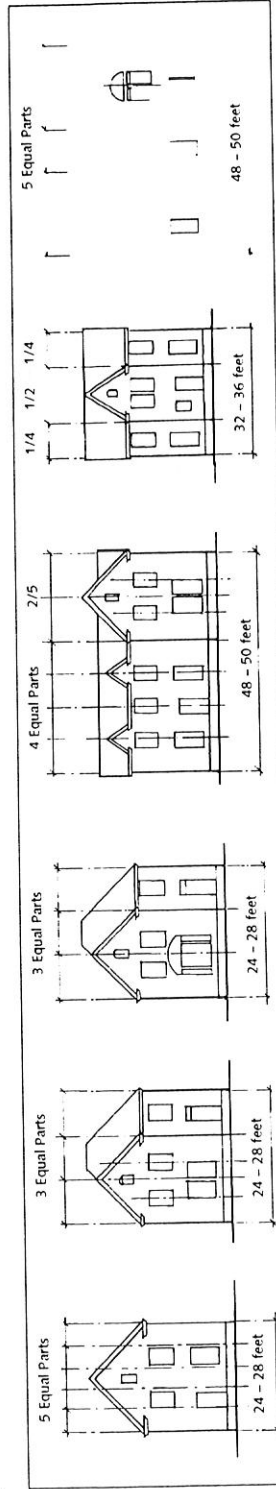 5 Equal Parts
24 – 28 feet
3 Equal Parts
24 – 28 feet
3 Equal Parts
24 – 28 feet
4 Equal Parts
2/5
48 – 50 feet
1/4
1/2
1/4
32 – 36 feet
5 Equal Parts
48 – 50 feet